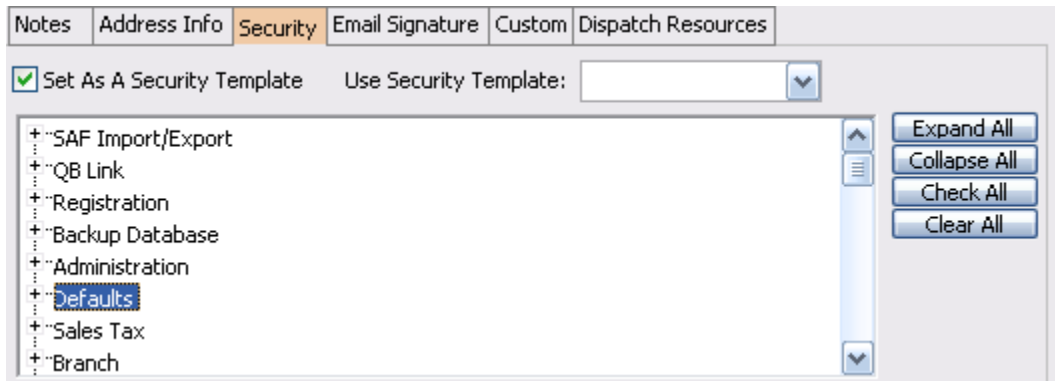 Notes Address Info Security Email Signature Custom Dispatch Resources
Set As A Security Template Use Security Template:
SAF Import/Export
QB Link
Registration
Backup Database
Administration
Defaults
Sales Tax
Branch
Expand All
Collapse All
Check All
Clear All